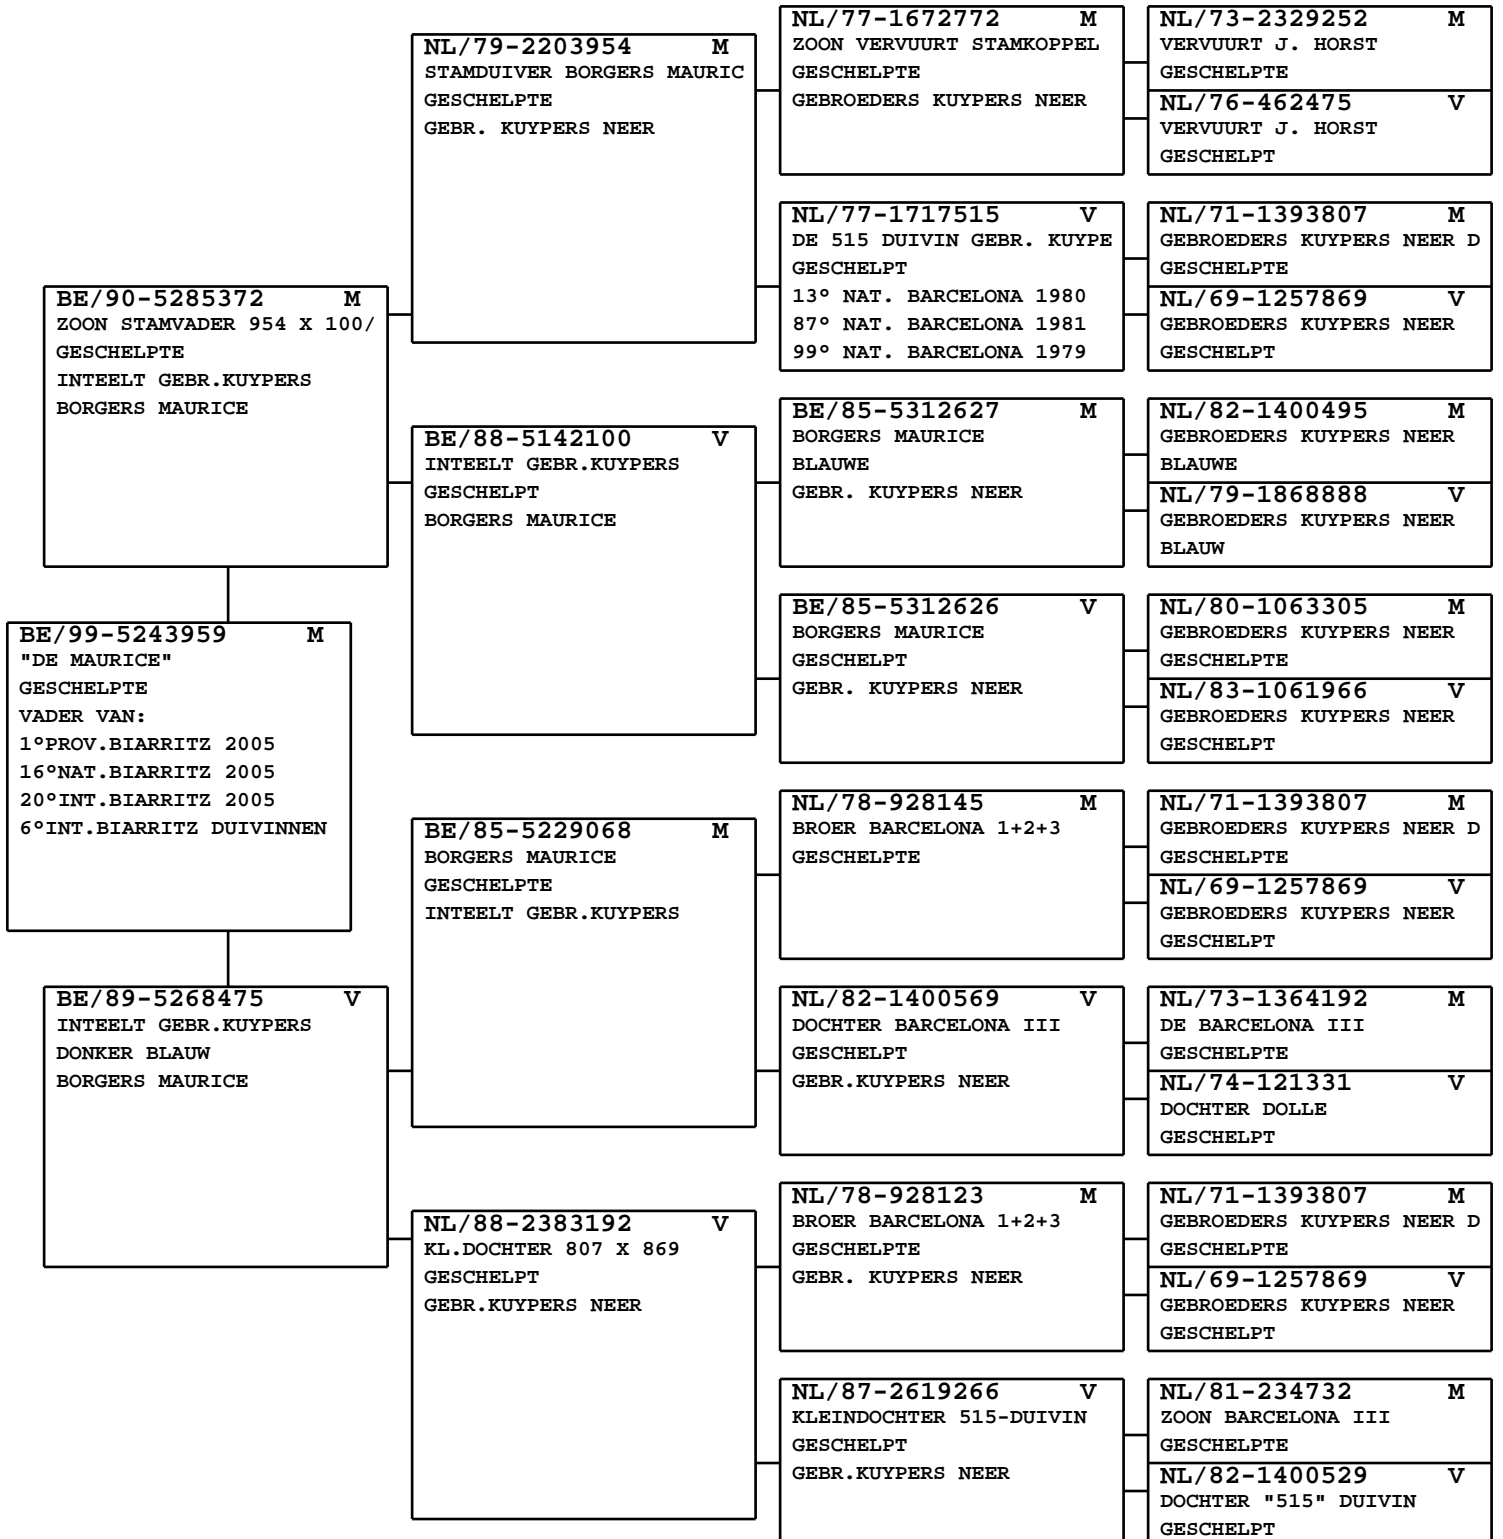 BE/99-5243959 M
"DE MAURICE"
GESCHELPTE
VADER VAN:
1ºPROV.BIARRITZ 2005
16ºNAT.BIARRITZ 2005
20ºINT.BIARRITZ 2005
6ºINT.BIARRITZ DUIVINNEN
BE/90-5285372 M
ZOON STAMVADER 954 X 100/
GESCHELPTE
INTEELT GEBR.KUYPERS
BORGERS MAURICE
BE/89-5268475 V
INTEELT GEBR.KUYPERS
DONKER BLAUW
BORGERS MAURICE
NL/79-2203954 M
STAMDUIVER BORGERS MAURIC
GESCHELPTE
GEBR. KUYPERS NEER
BE/88-5142100 V
INTEELT GEBR.KUYPERS
GESCHELPT
BORGERS MAURICE
BE/85-5229068 M
BORGERS MAURICE
GESCHELPTE
INTEELT GEBR.KUYPERS
NL/88-2383192 V
KL.DOCHTER 807 X 869
GESCHELPT
GEBR.KUYPERS NEER
NL/77-1672772 M
ZOON VERVUURT STAMKOPPEL
GESCHELPTE
GEBROEDERS KUYPERS NEER
NL/77-1717515 V
DE 515 DUIVIN GEBR. KUYPE
GESCHELPT
13º NAT. BARCELONA 1980
87º NAT. BARCELONA 1981
99º NAT. BARCELONA 1979
BE/85-5312627 M
BORGERS MAURICE
BLAUWE
GEBR. KUYPERS NEER
BE/85-5312626 V
BORGERS MAURICE
GESCHELPT
GEBR. KUYPERS NEER
NL/78-928145 M
BROER BARCELONA 1+2+3
GESCHELPTE
NL/82-1400569 V
DOCHTER BARCELONA III
GESCHELPT
GEBR.KUYPERS NEER
NL/78-928123 M
BROER BARCELONA 1+2+3
GESCHELPTE
GEBR. KUYPERS NEER
NL/87-2619266 V
KLEINDOCHTER 515-DUIVIN
GESCHELPT
GEBR.KUYPERS NEER
NL/73-2329252 M
VERVUURT J. HORST
GESCHELPTE
NL/76-462475 V
VERVUURT J. HORST
GESCHELPT
NL/71-1393807 M
GEBROEDERS KUYPERS NEER D
GESCHELPTE
NL/69-1257869 V
GEBROEDERS KUYPERS NEER
GESCHELPT
NL/82-1400495 M
GEBROEDERS KUYPERS NEER
BLAUWE
NL/79-1868888 V
GEBROEDERS KUYPERS NEER
BLAUW
NL/80-1063305 M
GEBROEDERS KUYPERS NEER
GESCHELPTE
NL/83-1061966 V
GEBROEDERS KUYPERS NEER
GESCHELPT
NL/71-1393807 M
GEBROEDERS KUYPERS NEER D
GESCHELPTE
NL/69-1257869 V
GEBROEDERS KUYPERS NEER
GESCHELPT
NL/73-1364192 M
DE BARCELONA III
GESCHELPTE
NL/74-121331 V
DOCHTER DOLLE
GESCHELPT
NL/71-1393807 M
GEBROEDERS KUYPERS NEER D
GESCHELPTE
NL/69-1257869 V
GEBROEDERS KUYPERS NEER
GESCHELPT
NL/81-234732 M
ZOON BARCELONA III
GESCHELPTE
NL/82-1400529 V
DOCHTER "515" DUIVIN
GESCHELPT